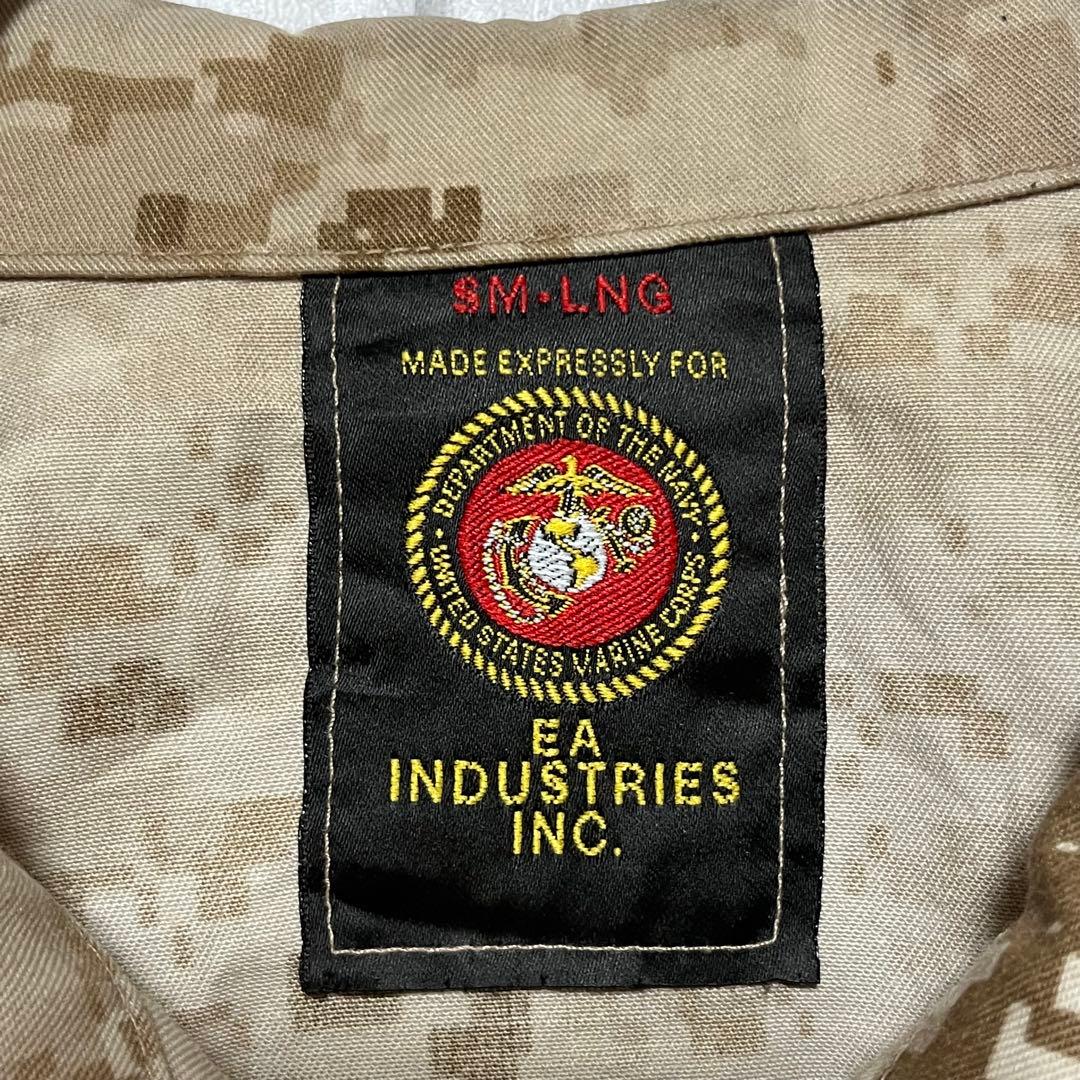 SM·LNG
MADE EXPRESSLY FOR
DEPARTMENT OF THE NAVY
UNITED STATES MARINE CORPS
EA
INDUSTRIES
INC.